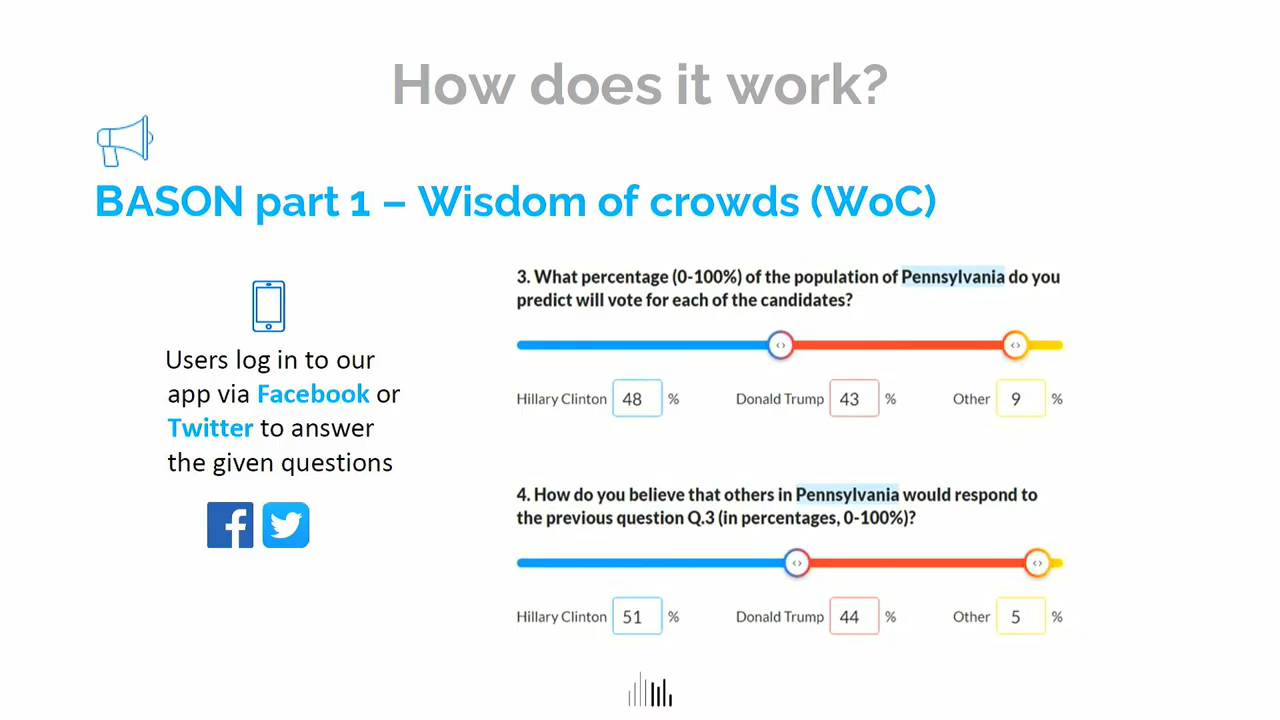 How does it work?
BASON part 1 – Wisdom of crowds (WoC)
Users log in to our
app via Facebook or
Twitter to answer
the given questions
3. What percentage (0-100%) of the population of Pennsylvania do you
predict will vote for each of the candidates?
Hillary Clinton 48 % Donald Trump 43 % Other 9 %
4. How do you believe that others in Pennsylvania would respond to
the previous question Q.3 (in percentages, 0-100%)?
Hillary Clinton 51 % Donald Trump 44 % Other 5 %